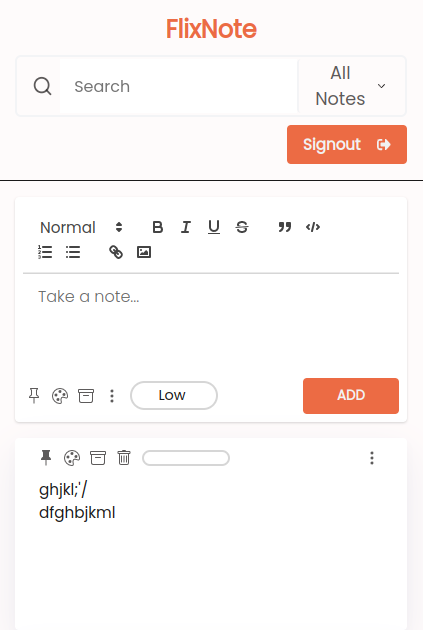 FlixNote
Search
All
Notes
Signout
Normal
Take a note...
Low
ADD
ghjkl;'/
dfghbjkml